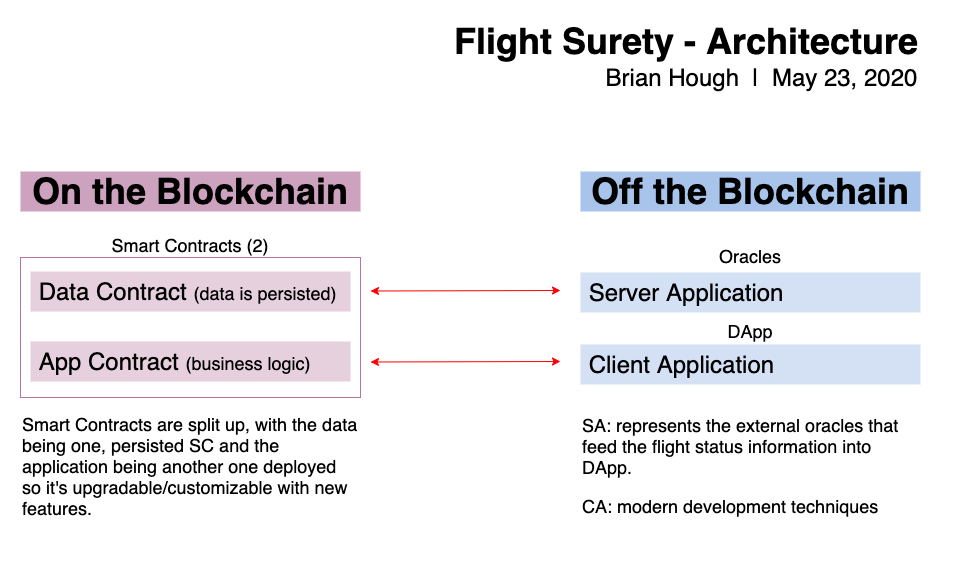 Flight Surety - Architecture
Brian Hough | May 23, 2020
On the Blockchain
Smart Contracts (2)
Data Contract (data is persisted)
App Contract (business logic)
Smart Contracts are split up, with the data
being one, persisted SC and the
application being another one deployed
so it's upgradable/customizable with new
features.
Off the Blockchain
Oracles
Server Application
DApp
Client Application
SA: represents the external oracles that
feed the flight status information into
DApp.
CA: modern development techniques